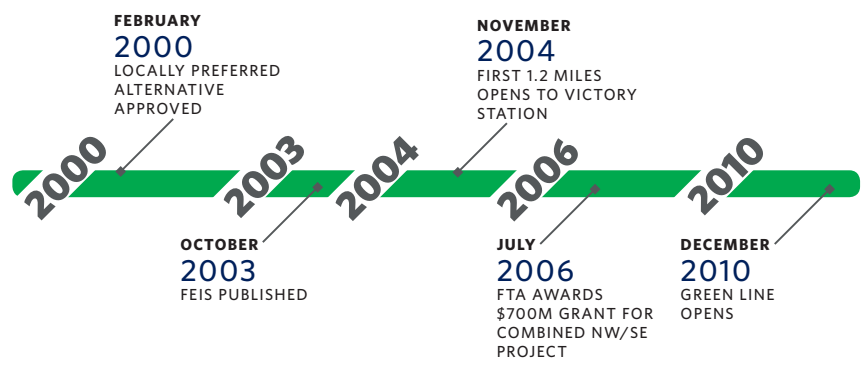 FEBRUARY
2000
LOCALLY PREFERRED
ALTERNATIVE
APPROVED
NOVEMBER
2004
FIRST 1.2 MILES
OPENS TO VICTORY
STATION
2000
2003
2004
2006
2010
OCTOBER
2003
FEIS PUBLISHED
JULY
2006
FTA AWARDS
$700M GRANT FOR
COMBINED NW/SE
PROJECT
DECEMBER
2010
GREEN LINE
OPENS